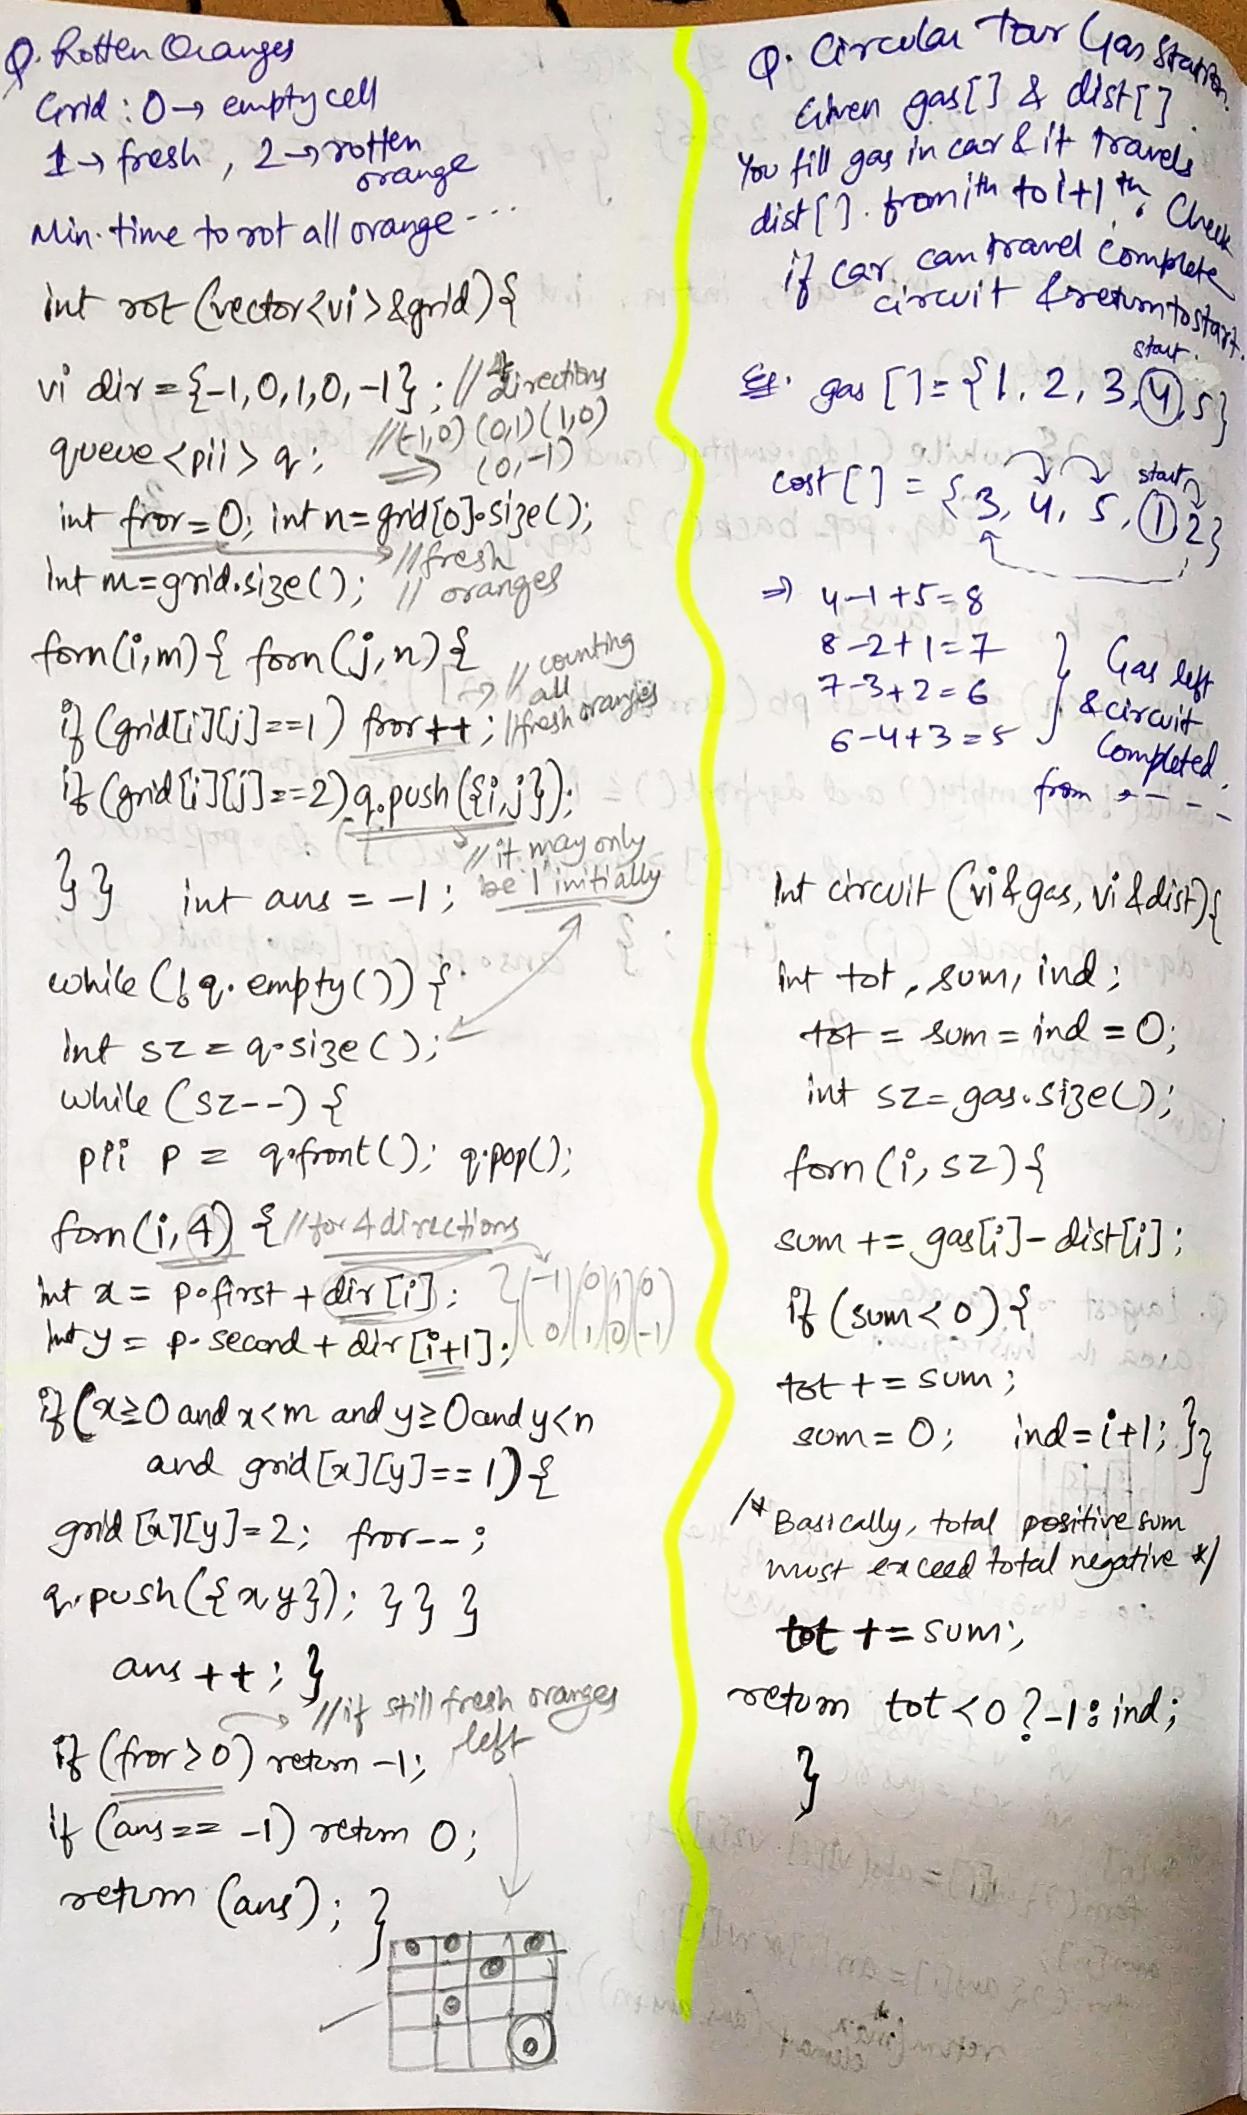 Q. Rotten Oranges
Grid : 0 → empty cell
1 → fresh , 2 → rotten
orange
Min. time to rot all orange - - -
int rot (vector<vi>&grid){
vi dir = {-1,0,1,0,-1}; // 4 directions
//(-1,0) (0,1) (1,0)
(0,-1)
queue<pii> q;
int fror=0; int n=grid[0].size();
//fresh
int m=grid.size(); // oranges
forn(i,m){ forn(j,n){
// counting
all
if(grid[i][j]==1) fror++; //fresh oranges
if(grid[i][j]==2) q.push({i,j});
// it may only
}} int ans = -1; be 1 initially
while(!q.empty()){
int sz = q.size();
while(sz--){
pii p = q.front(); q.pop();
forn(i,4) { //for 4 directions
int x = p.first + dir[i]; } (-1 (0 (1 (0
int y = p.second + dir[i+1]; 0) 1) 0) -1)
if(x≥0 and x<m and y≥0 and y<n
and grid[x][y]==1){
grid[x][y]=2; fror--;
q.push({x y}); } } }
ans++; }
//if still fresh oranges
left
if (fror>0) return -1;
if (ans == -1) return 0;
return (ans); }
Q. Circular Tour Gas Station.
Given gas[] & dist[].
You fill gas in car & it travels
dist[]. from ith to i+1 th. Check
if car can travel complete
circuit & return to start.
start.
Eg. gas[]={1, 2, 3, 4, 5}
start
cost[] = {3, 4, 5, 1 2}
⇒ 4-1+5=8
8-2+1=7
7-3+2=6
6-4+3=5
} Gas left
& circuit
completed.
from - - -
int circuit (vi&gas, vi&dist){
int tot, sum, ind;
tot = sum = ind = 0;
int sz=gas.size();
forn(i,sz){
sum += gas[i]-dist[i];
if (sum<0){
tot += sum;
sum=0; ind=i+1; }}
/* Basically, total positive sum
must exceed total negative */
tot += sum;
return tot<0?-1:ind;
}